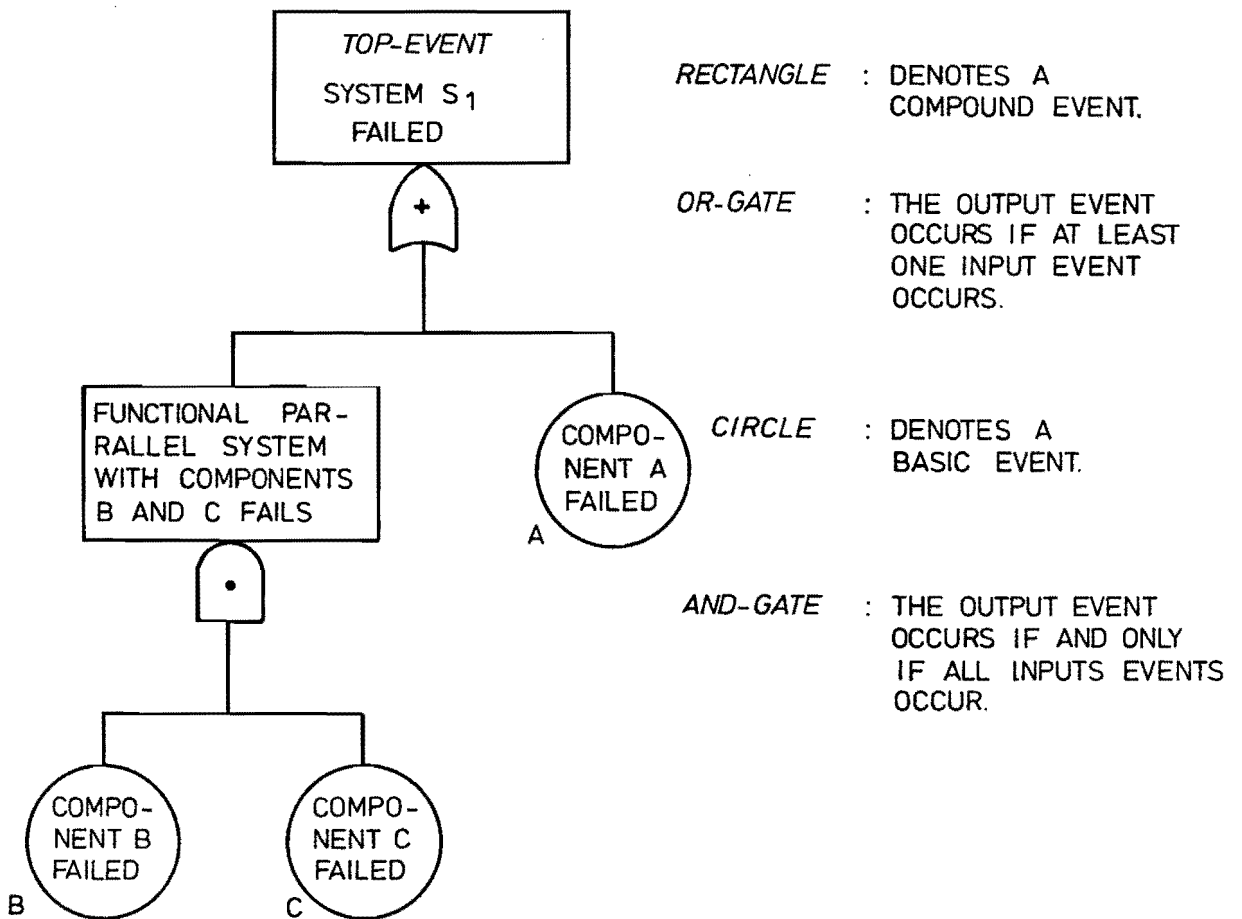 TOP-EVENT
SYSTEM S1
FAILED
+
FUNCTIONAL PAR-
RALLEL SYSTEM
WITH COMPONENTS
B AND C FAILS
COMPO-
NENT A
FAILED
A
COMPO-
NENT B
FAILED
B
COMPO-
NENT C
FAILED
C
RECTANGLE : DENOTES A
COMPOUND EVENT.
OR-GATE : THE OUTPUT EVENT
OCCURS IF AT LEAST
ONE INPUT EVENT
OCCURS.
CIRCLE : DENOTES A
BASIC EVENT.
AND-GATE : THE OUTPUT EVENT
OCCURS IF AND ONLY
IF ALL INPUTS EVENTS
OCCUR.